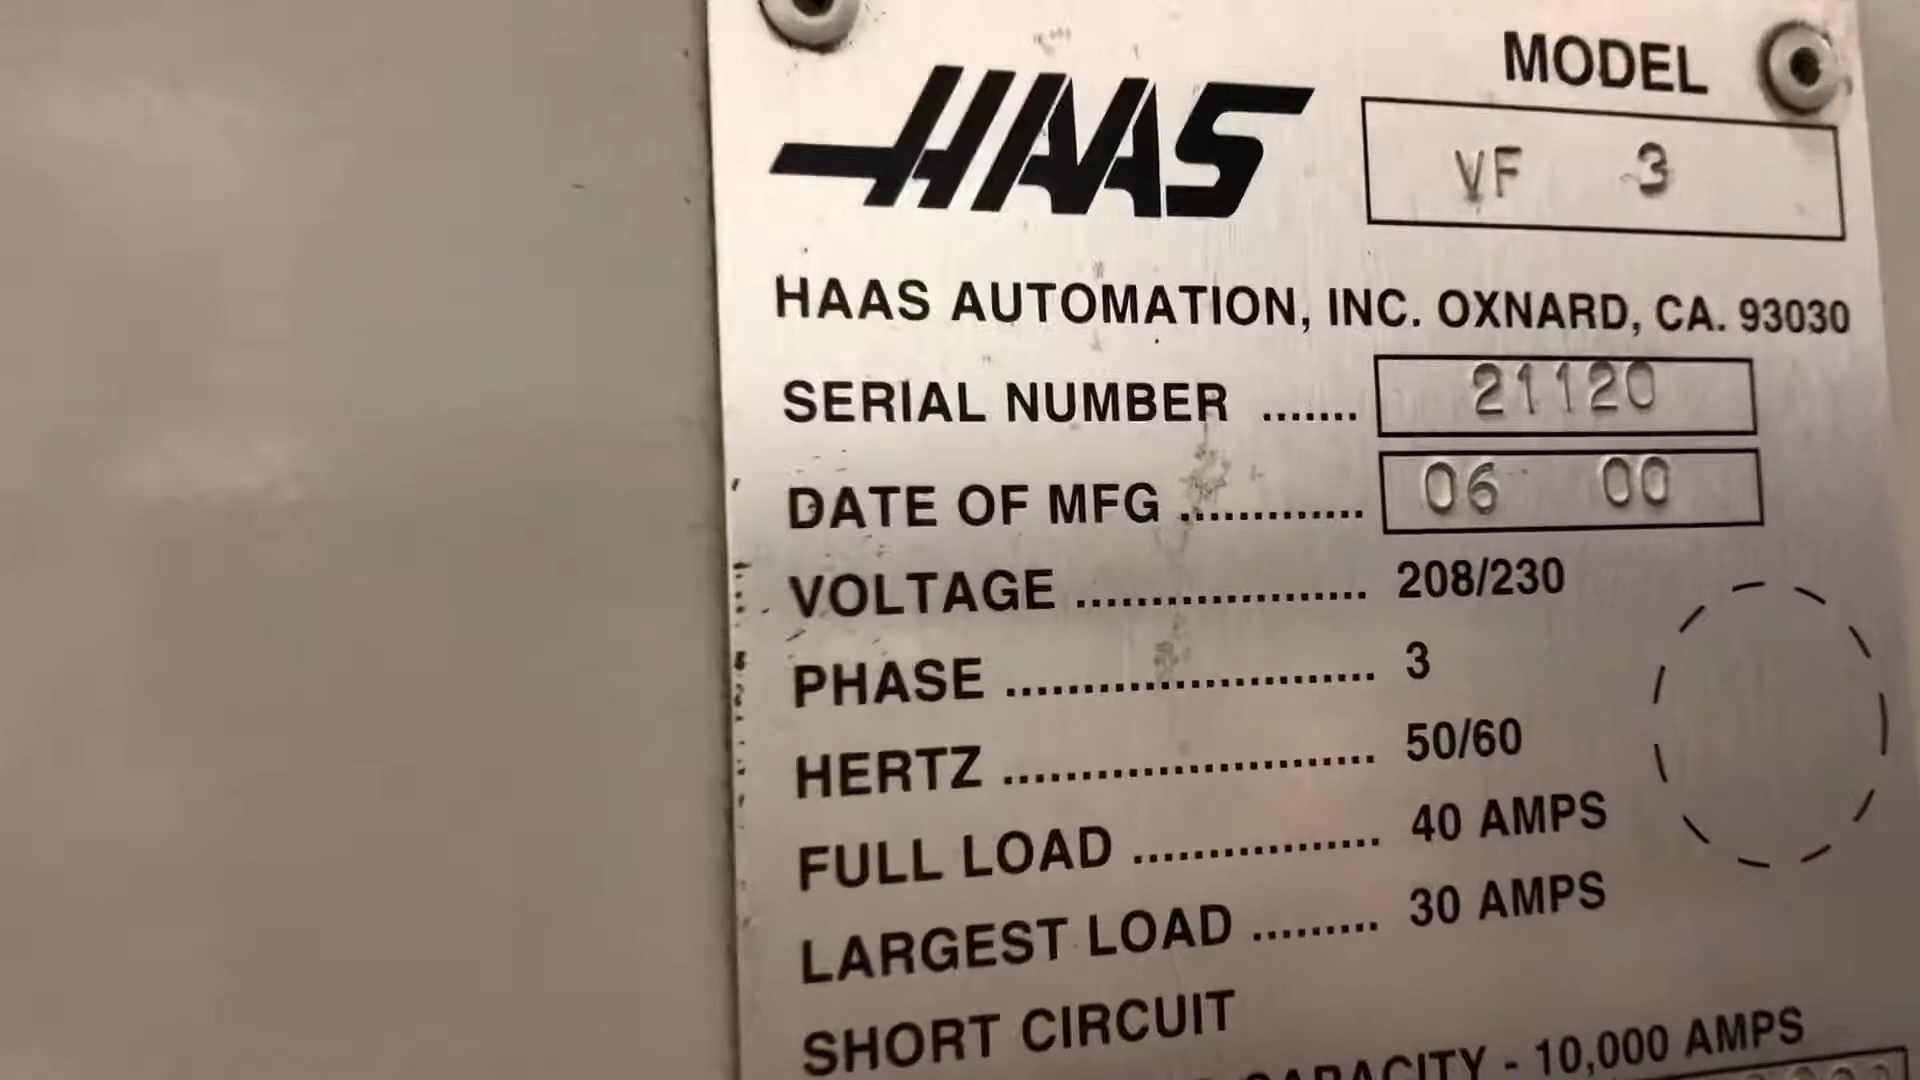 HAAS
MODEL
VF 3
HAAS AUTOMATION, INC. OXNARD, CA. 93030
SERIAL NUMBER ....... 21120
DATE OF MFG ............. 06 00
VOLTAGE ................... 208/230
PHASE ........................ 3
HERTZ ........................ 50/60
FULL LOAD ................ 40 AMPS
LARGEST LOAD ......... 30 AMPS
SHORT CIRCUIT
CAPACITY - 10,000 AMPS